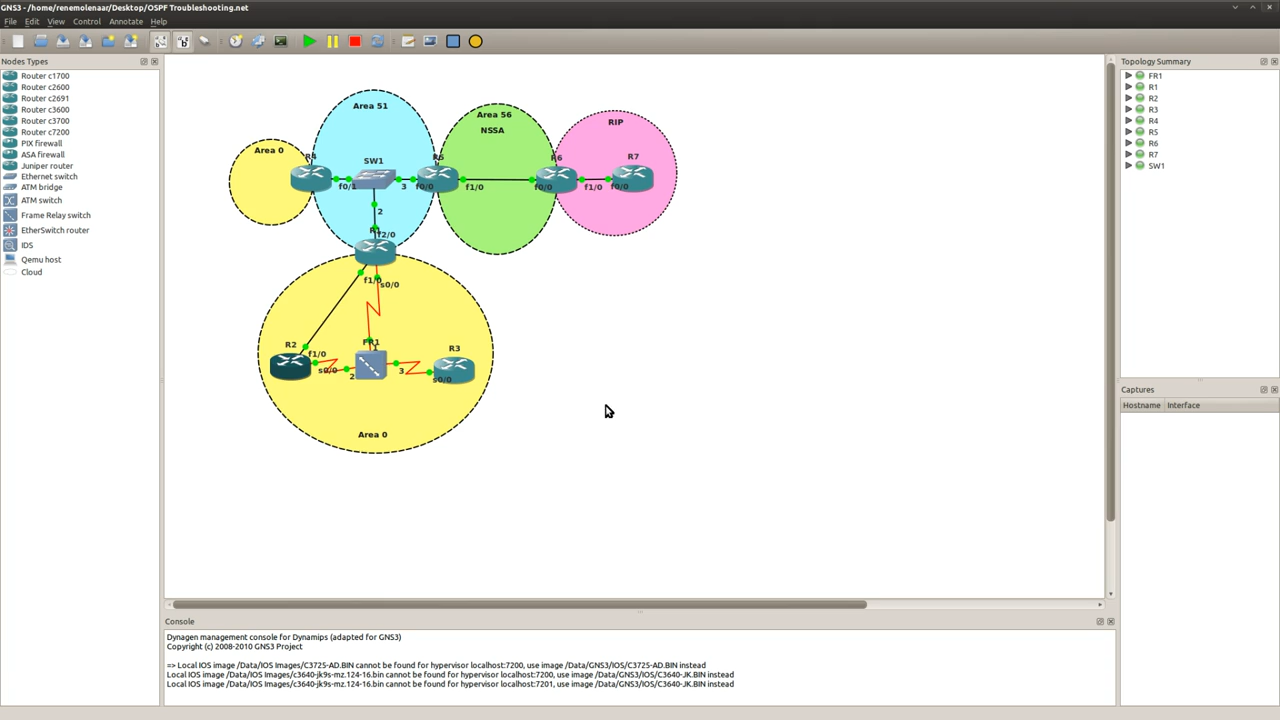 GNS3 - /home/renemolenaar/Desktop/OSPF Troubleshooting.net
File Edit View Control Annotate Help
Nodes Types
Router c1700
Router c2600
Router c2691
Router c3600
Router c3700
Router c7200
PIX firewall
ASA firewall
Juniper router
Ethernet switch
ATM bridge
ATM switch
Frame Relay switch
EtherSwitch router
IDS
Qemu host
Cloud
Area 51
Area 56
NSSA
RIP
Area 0
R4
SW1
R5
R6
R7
f0/1
3
f0/0
f1/0
f0/0
f1/0
f0/0
2
f2/0
f1/0
s0/0
R2
FR1
1
R3
f1/0
s0/0
2
3
s0/0
Area 0
Topology Summary
FR1
R1
R2
R3
R4
R5
R6
R7
SW1
Captures
Hostname Interface
Console
Dynagen management console for Dynamips (adapted for GNS3)
Copyright (c) 2008-2010 GNS3 Project
=> Local IOS image /Data/IOS Images/C3725-AD.BIN cannot be found for hypervisor localhost:7200, use image /Data/GNS3/IOS/C3725-AD.BIN instead
Local IOS image /Data/IOS Images/c3640-jk9s-mz.124-16.bin cannot be found for hypervisor localhost:7200, use image /Data/GNS3/IOS/C3640-JK.BIN instead
Local IOS image /Data/IOS Images/c3640-jk9s-mz.124-16.bin cannot be found for hypervisor localhost:7201, use image /Data/GNS3/IOS/C3640-JK.BIN instead